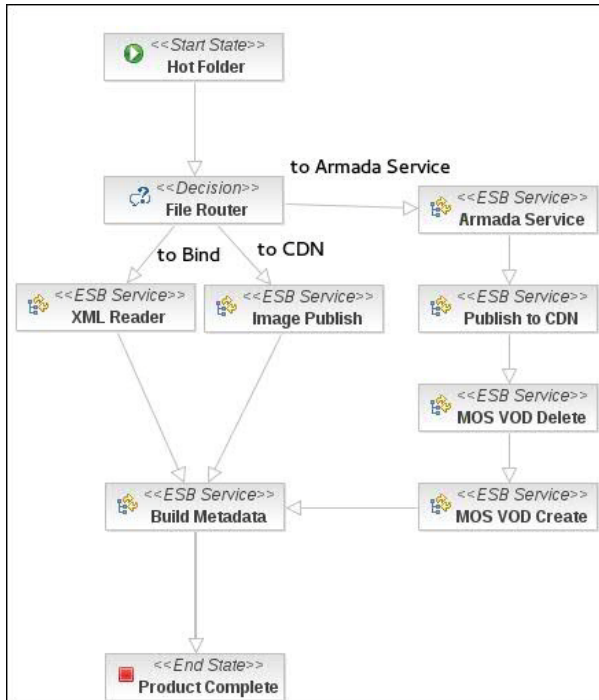 <<Start State>>
Hot Folder
to Armada Service
<<Decision>>
File Router
<<ESB Service>>
Armada Service
to Bind
to CDN
<<ESB Service>>
XML Reader
<<ESB Service>>
Image Publish
<<ESB Service>>
Publish to CDN
<<ESB Service>>
MOS VOD Delete
<<ESB Service>>
Build Metadata
<<ESB Service>>
MOS VOD Create
<<End State>>
Product Complete